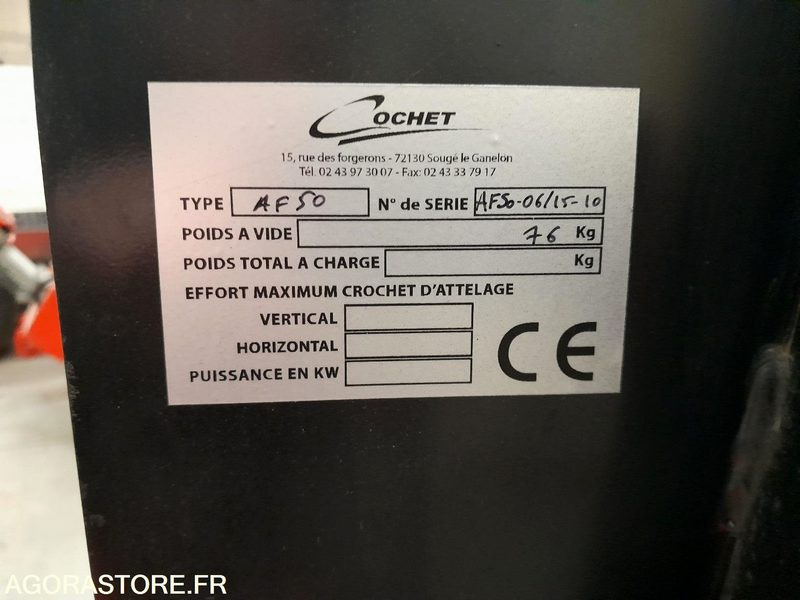 COCHET
15, rue des forgerons - 72130 Sougé le Ganelon
Tél. 02 43 97 30 07 - Fax: 02 43 33 79 17
TYPE AF50 N° de SERIE AF50-06/15-10
POIDS A VIDE 76 Kg
POIDS TOTAL A CHARGE Kg
EFFORT MAXIMUM CROCHET D'ATTELAGE
VERTICAL
HORIZONTAL
PUISSANCE EN KW
CE
AGORASTORE.FR